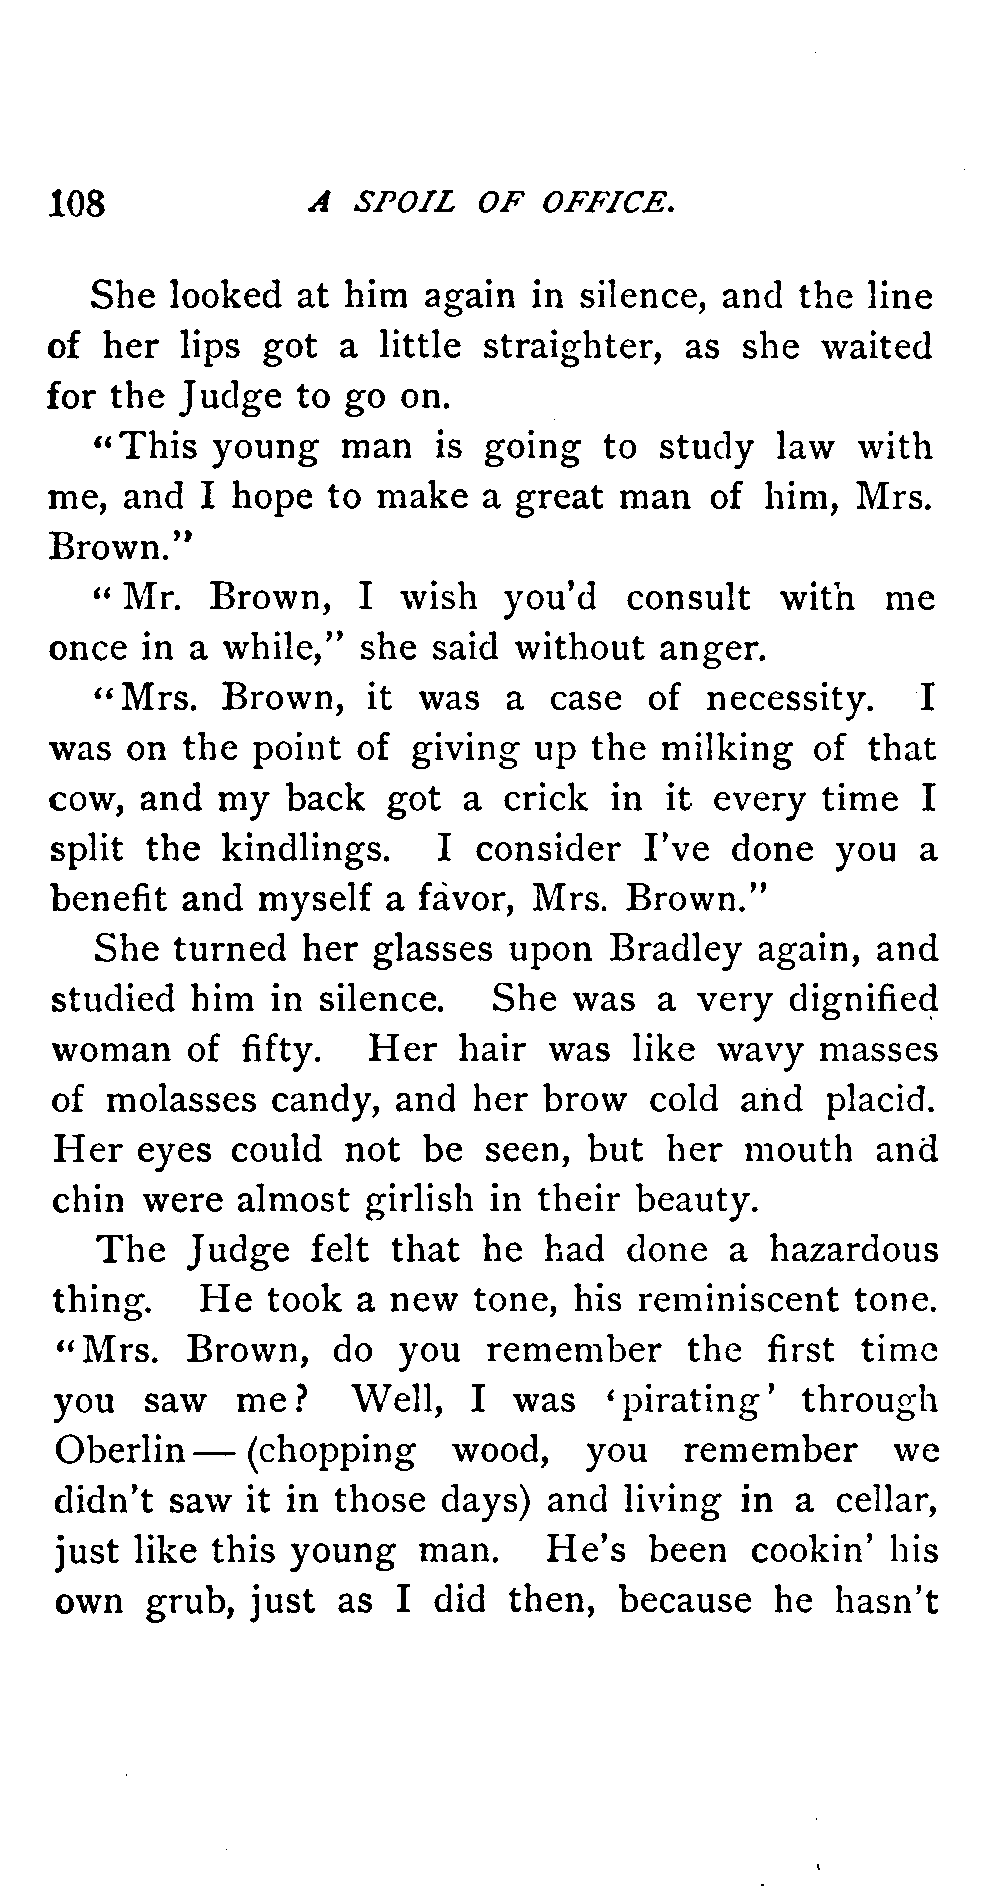 108 A SPOIL OF OFFICE.
She looked at him again in silence, and the line
of her lips got a little straighter, as she waited
for the Judge to go on.
"This young man is going to study law with
me, and I hope to make a great man of him, Mrs.
Brown."
"Mr. Brown, I wish you'd consult with me
once in a while," she said without anger.
"Mrs. Brown, it was a case of necessity. I
was on the point of giving up the milking of that
cow, and my back got a crick in it every time I
split the kindlings. I consider I've done you a
benefit and myself a favor, Mrs. Brown."
She turned her glasses upon Bradley again, and
studied him in silence. She was a very dignified
woman of fifty. Her hair was like wavy masses
of molasses candy, and her brow cold and placid.
Her eyes could not be seen, but her mouth and
chin were almost girlish in their beauty.
The Judge felt that he had done a hazardous
thing. He took a new tone, his reminiscent tone.
"Mrs. Brown, do you remember the first time
you saw me? Well, I was 'pirating' through
Oberlin — (chopping wood, you remember we
didn't saw it in those days) and living in a cellar,
just like this young man. He's been cookin' his
own grub, just as I did then, because he hasn't